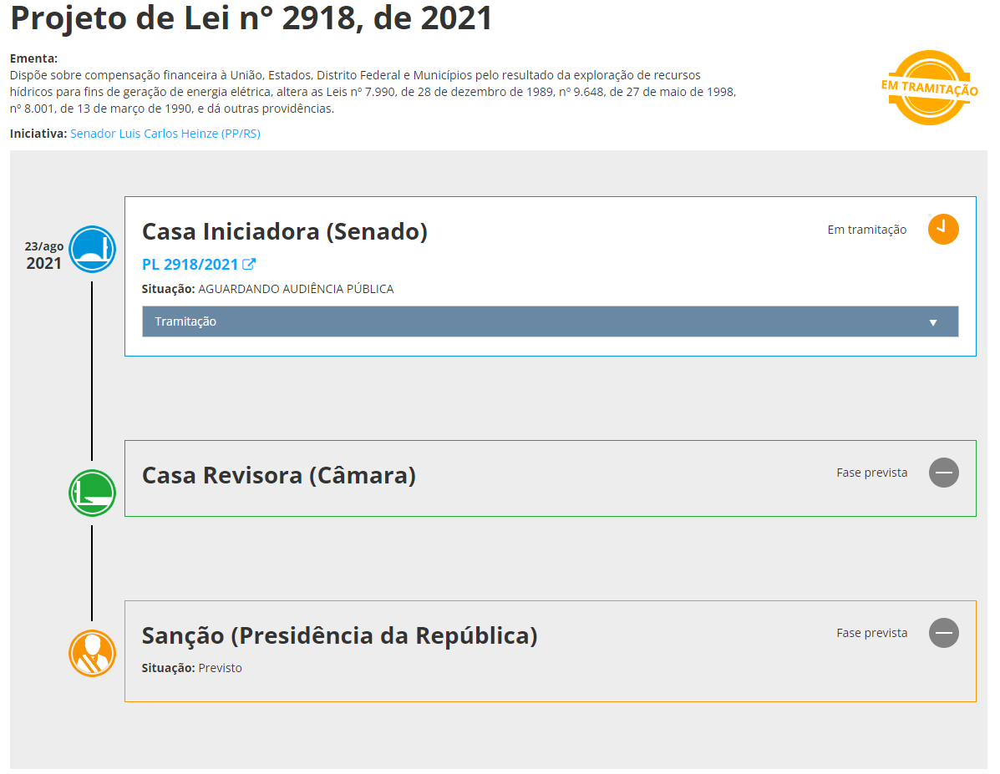 Projeto de Lei n° 2918, de 2021
Ementa:
Dispõe sobre compensação financeira à União, Estados, Distrito Federal e Municípios pelo resultado da exploração de recursos
hídricos para fins de geração de energia elétrica, altera as Leis nº 7.990, de 28 de dezembro de 1989, nº 9.648, de 27 de maio de 1998,
nº 8.001, de 13 de março de 1990, e dá outras providências.
EM TRAMITAÇÃO
Iniciativa: Senador Luis Carlos Heinze (PP/RS)
23/ago
2021
Casa Iniciadora (Senado)
Em tramitação
PL 2918/2021
Situação: AGUARDANDO AUDIÊNCIA PÚBLICA
Tramitação
Casa Revisora (Câmara)
Fase prevista
Sanção (Presidência da República)
Fase prevista
Situação: Previsto